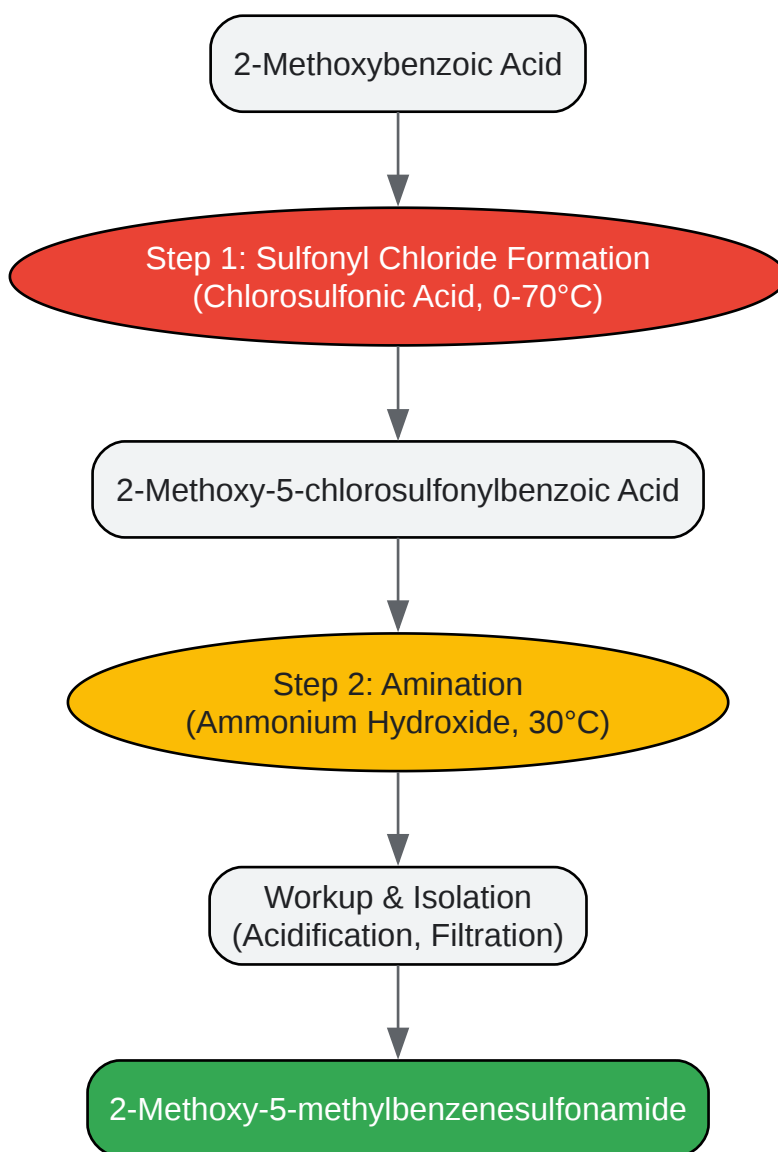 2-Methoxybenzoic Acid
Step 1: Sulfonyl Chloride Formation
(Chlorosulfonic Acid, 0-70°C)
2-Methoxy-5-chlorosulfonylbenzoic Acid
Step 2: Amination
(Ammonium Hydroxide, 30°C)
Workup & Isolation
(Acidification, Filtration)
2-Methoxy-5-methylbenzenesulfonamide